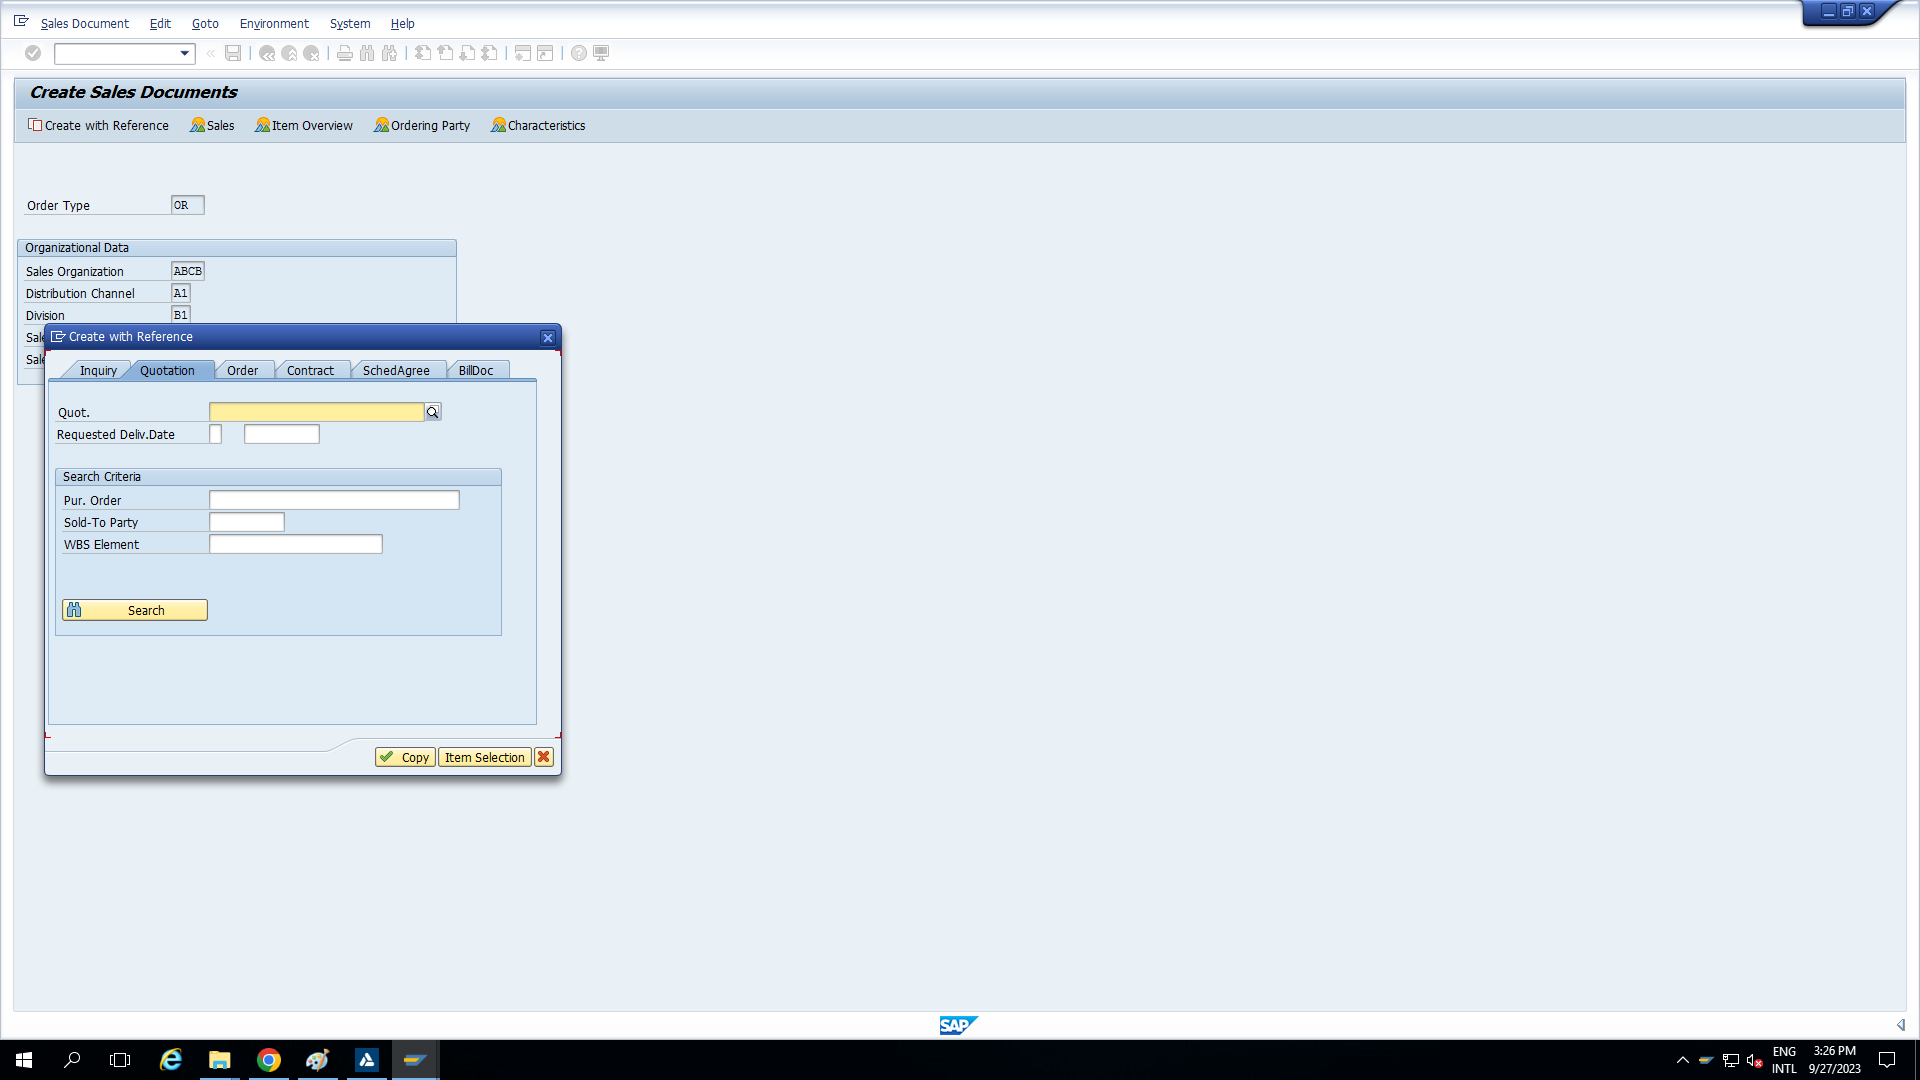 Sales Document Edit Goto Environment System Help
Create Sales Documents
Create with Reference Sales Item Overview Ordering Party Characteristics
Order Type OR
Organizational Data
Sales Organization ABCB
Distribution Channel A1
Division B1
Sale
Sale
Create with Reference
Inquiry Quotation Order Contract SchedAgree BillDoc
Quot.
Requested Deliv.Date
Search Criteria
Pur. Order
Sold-To Party
WBS Element
Search
Copy Item Selection
SAP
ENG 3:26 PM
INTL 9/27/2023